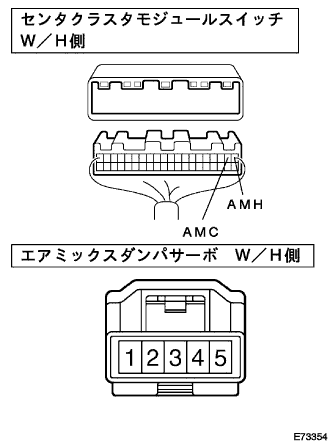 センタクラスタモジュールスイッチ
W／H側
AMH
AMC
エアミックスダンパサーボ　W／H側
1 2 3 4 5
E73354